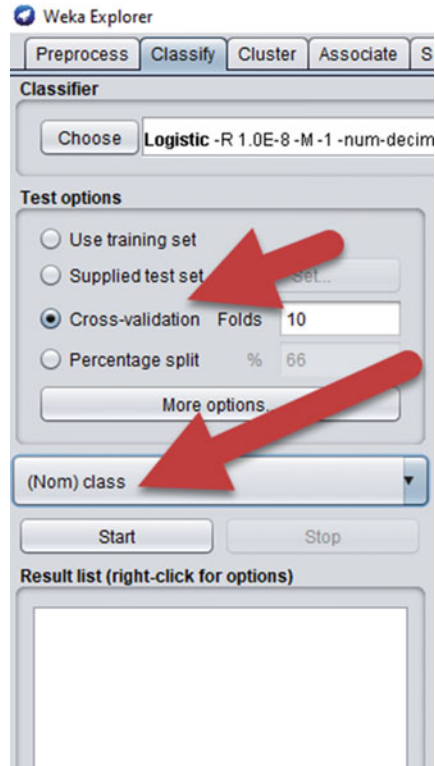 Weka Explorer
Preprocess Classify Cluster Associate S
Classifier
Choose Logistic -R 1.0E-8 -M -1 -num-decim
Test options
Use training set
Supplied test set Set...
Cross-validation Folds 10
Percentage split % 66
More options...
(Nom) class
Start Stop
Result list (right-click for options)